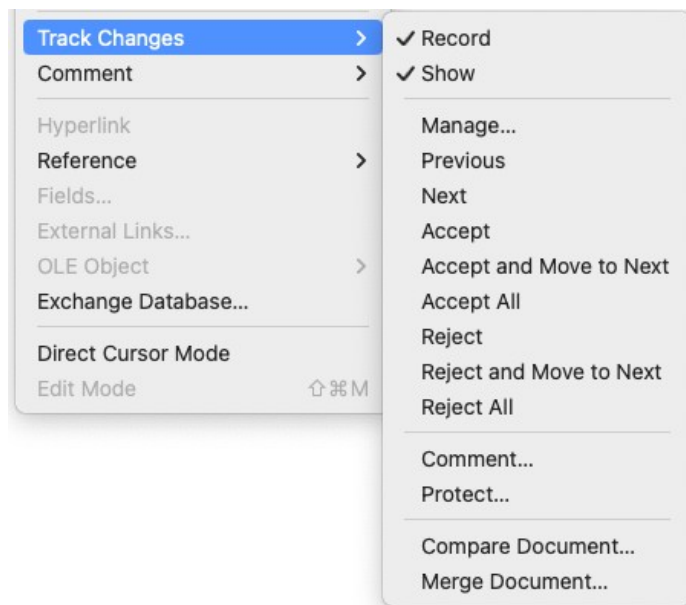 Track Changes
Comment
Hyperlink
Reference
Fields...
External Links...
OLE Object
Exchange Database...
Direct Cursor Mode
Edit Mode ⇧⌘M
✓ Record
✓ Show
Manage...
Previous
Next
Accept
Accept and Move to Next
Accept All
Reject
Reject and Move to Next
Reject All
Comment...
Protect...
Compare Document...
Merge Document...